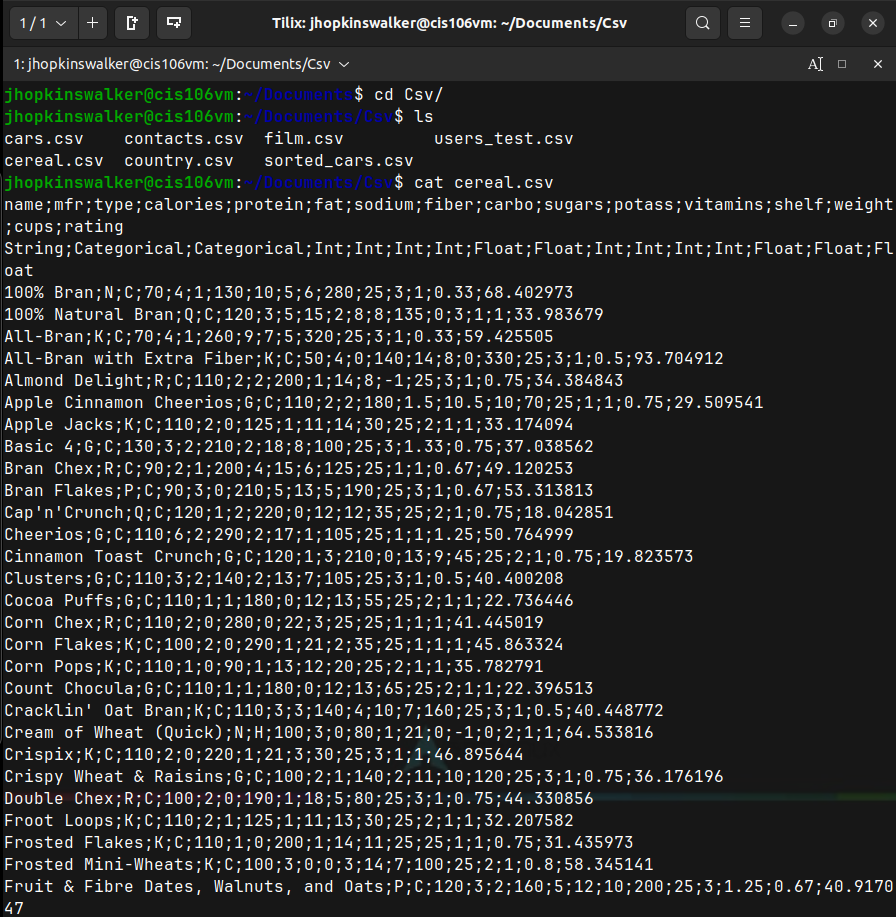 1 / 1
Tilix: jhopkinswalker@cis106vm: ~/Documents/Csv
1: jhopkinswalker@cis106vm: ~/Documents/Csv
jhopkinswalker@cis106vm:~/Documents$ cd Csv/
jhopkinswalker@cis106vm:~/Documents/Csv$ ls
cars.csv    contacts.csv  film.csv         users_test.csv
cereal.csv  country.csv   sorted_cars.csv
jhopkinswalker@cis106vm:~/Documents/Csv$ cat cereal.csv
name;mfr;type;calories;protein;fat;sodium;fiber;carbo;sugars;potass;vitamins;shelf;weight
;cups;rating
String;Categorical;Categorical;Int;Int;Int;Int;Float;Float;Int;Int;Int;Int;Float;Float;Fl
oat
100% Bran;N;C;70;4;1;130;10;5;6;280;25;3;1;0.33;68.402973
100% Natural Bran;Q;C;120;3;5;15;2;8;8;135;0;3;1;1;33.983679
All-Bran;K;C;70;4;1;260;9;7;5;320;25;3;1;0.33;59.425505
All-Bran with Extra Fiber;K;C;50;4;0;140;14;8;0;330;25;3;1;0.5;93.704912
Almond Delight;R;C;110;2;2;200;1;14;8;-1;25;3;1;0.75;34.384843
Apple Cinnamon Cheerios;G;C;110;2;2;180;1.5;10.5;10;70;25;1;1;0.75;29.509541
Apple Jacks;K;C;110;2;0;125;1;11;14;30;25;2;1;1;33.174094
Basic 4;G;C;130;3;2;210;2;18;8;100;25;3;1.33;0.75;37.038562
Bran Chex;R;C;90;2;1;200;4;15;6;125;25;1;1;0.67;49.120253
Bran Flakes;P;C;90;3;0;210;5;13;5;190;25;3;1;0.67;53.313813
Cap'n'Crunch;Q;C;120;1;2;220;0;12;12;35;25;2;1;0.75;18.042851
Cheerios;G;C;110;6;2;290;2;17;1;105;25;1;1;1.25;50.764999
Cinnamon Toast Crunch;G;C;120;1;3;210;0;13;9;45;25;2;1;0.75;19.823573
Clusters;G;C;110;3;2;140;2;13;7;105;25;3;1;0.5;40.400208
Cocoa Puffs;G;C;110;1;1;180;0;12;13;55;25;2;1;1;22.736446
Corn Chex;R;C;110;2;0;280;0;22;3;25;25;1;1;1;41.445019
Corn Flakes;K;C;100;2;0;290;1;21;2;35;25;1;1;1;45.863324
Corn Pops;K;C;110;1;0;90;1;13;12;20;25;2;1;1;35.782791
Count Chocula;G;C;110;1;1;180;0;12;13;65;25;2;1;1;22.396513
Cracklin' Oat Bran;K;C;110;3;3;140;4;10;7;160;25;3;1;0.5;40.448772
Cream of Wheat (Quick);N;H;100;3;0;80;1;21;0;-1;0;2;1;1;64.533816
Crispix;K;C;110;2;0;220;1;21;3;30;25;3;1;1;46.895644
Crispy Wheat & Raisins;G;C;100;2;1;140;2;11;10;120;25;3;1;0.75;36.176196
Double Chex;R;C;100;2;0;190;1;18;5;80;25;3;1;0.75;44.330856
Froot Loops;K;C;110;2;1;125;1;11;13;30;25;2;1;1;32.207582
Frosted Flakes;K;C;110;1;0;200;1;14;11;25;25;1;1;0.75;31.435973
Frosted Mini-Wheats;K;C;100;3;0;0;3;14;7;100;25;2;1;0.8;58.345141
Fruit & Fibre Dates, Walnuts, and Oats;P;C;120;3;2;160;5;12;10;200;25;3;1.25;0.67;40.9170
47